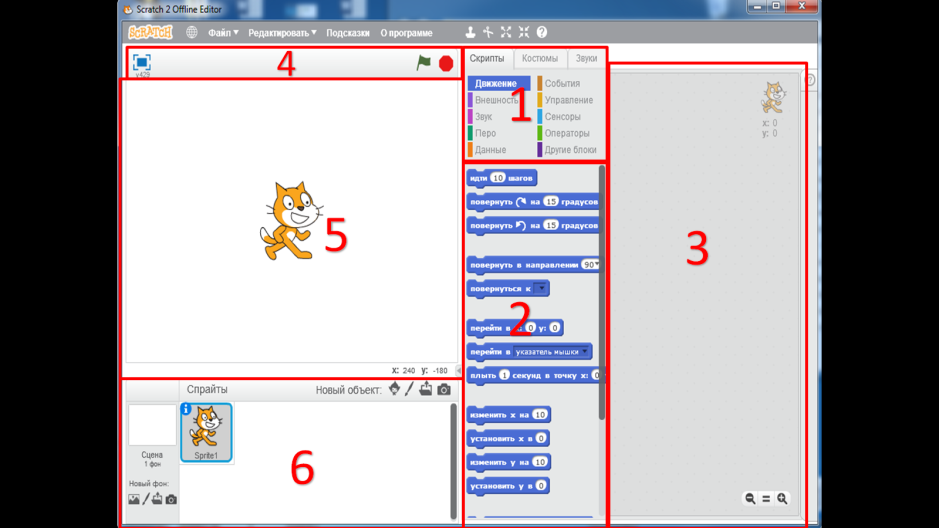 Scratch 2 Offline Editor
SCRATCH Файл Редактировать Подсказки О программе
v429
4
Скрипты Костюмы Звуки
Движение События
Внешность Управление
Звук Сенсоры
Перо Операторы
Данные Другие блоки
1
x: 0
y: 0
идти 10 шагов
повернуть на 15 градусов
повернуть на 15 градусов
повернуть в направлении 90
повернуться к
перейти в 0 y: 0
перейти в указатель мышки
плыть 1 секунд в точку x: 0
изменить x на 10
установить x в 0
изменить y на 10
установить y в 0
2
3
5
x: 240 y: -180
Спрайты Новый объект:
Sprite1
Сцена
1 фон
Новый фон:
6